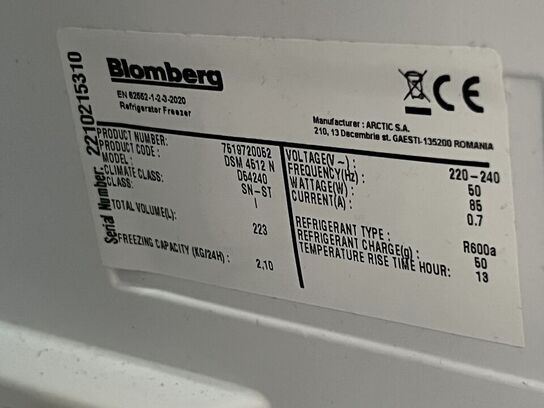 Serial Number: 2210215310
Blomberg
EN 62552-1-2-3-2020
Refrigerator Freezer
CE
Manufacturer : ARCTIC S.A.
210, 13 Decembrie st. GAESTI-135200 ROMANIA
PRODUCT NUMBER: 7519720052
PRODUCT CODE : DSM 4512 N
MODEL: D54240
CLIMATE CLASS: SN-ST
CLASS: I
TOTAL VOLUME(L): 223
FREEZING CAPACITY (KG/24H) : 2,10
VOLTAGE(V ~) : 220-240
FREQUENCY(Hz) : 50
WATTAGE(W) : 85
CURRENT(A) : 0.7
REFRIGERANT TYPE : R600a
REFRIGERANT CHARGE(g) : 50
TEMPERATURE RISE TIME HOUR: 13